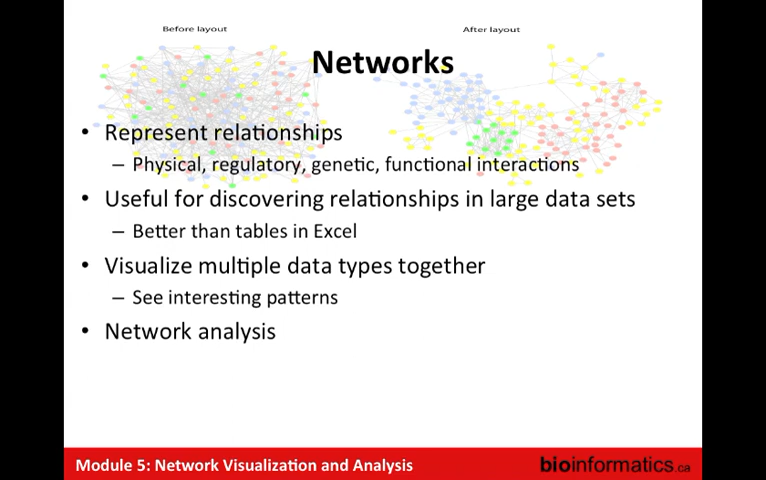 Before layout
After layout
Networks
• Represent relationships
– Physical, regulatory, genetic, functional interactions
• Useful for discovering relationships in large data sets
– Better than tables in Excel
• Visualize multiple data types together
– See interesting patterns
• Network analysis
Module 5: Network Visualization and Analysis
bioinformatics.ca